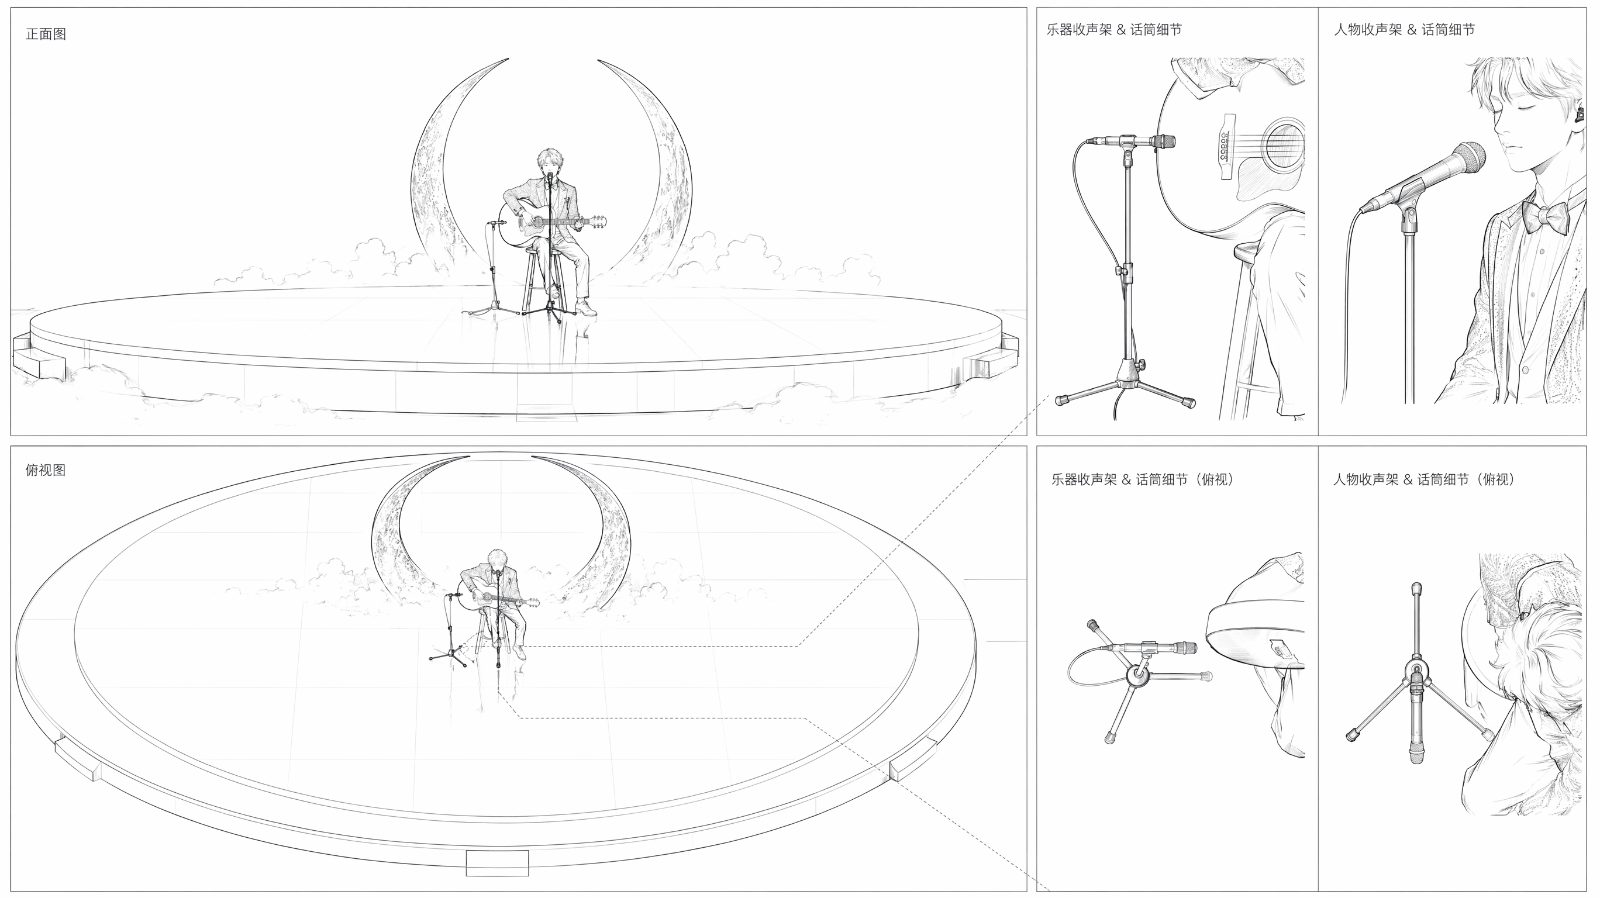 正面图
乐器收声架 & 话筒细节
人物收声架 & 话筒细节
俯视图
乐器收声架 & 话筒细节（俯视）
人物收声架 & 话筒细节（俯视）